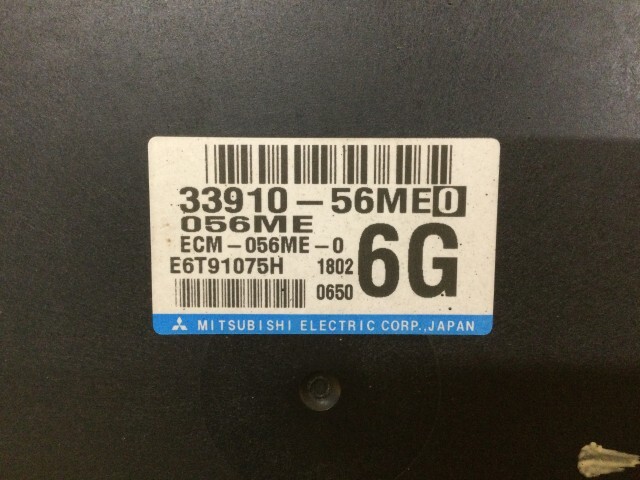 33910-56ME0
056ME
ECM-056ME-0
E6T91075H 1802
0650
6G
MITSUBISHI ELECTRIC CORP., JAPAN